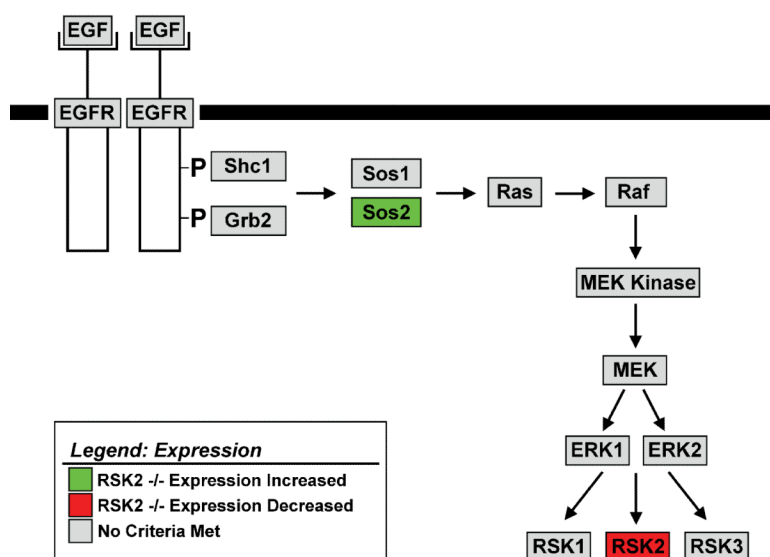 EGF EGF
EGFR EGFR
P Shc1
Sos1
Ras Raf
P Grb2
Sos2
MEK Kinase
MEK
ERK1 ERK2
RSK1 RSK2 RSK3
Legend: Expression
RSK2 -/- Expression Increased
RSK2 -/- Expression Decreased
No Criteria Met